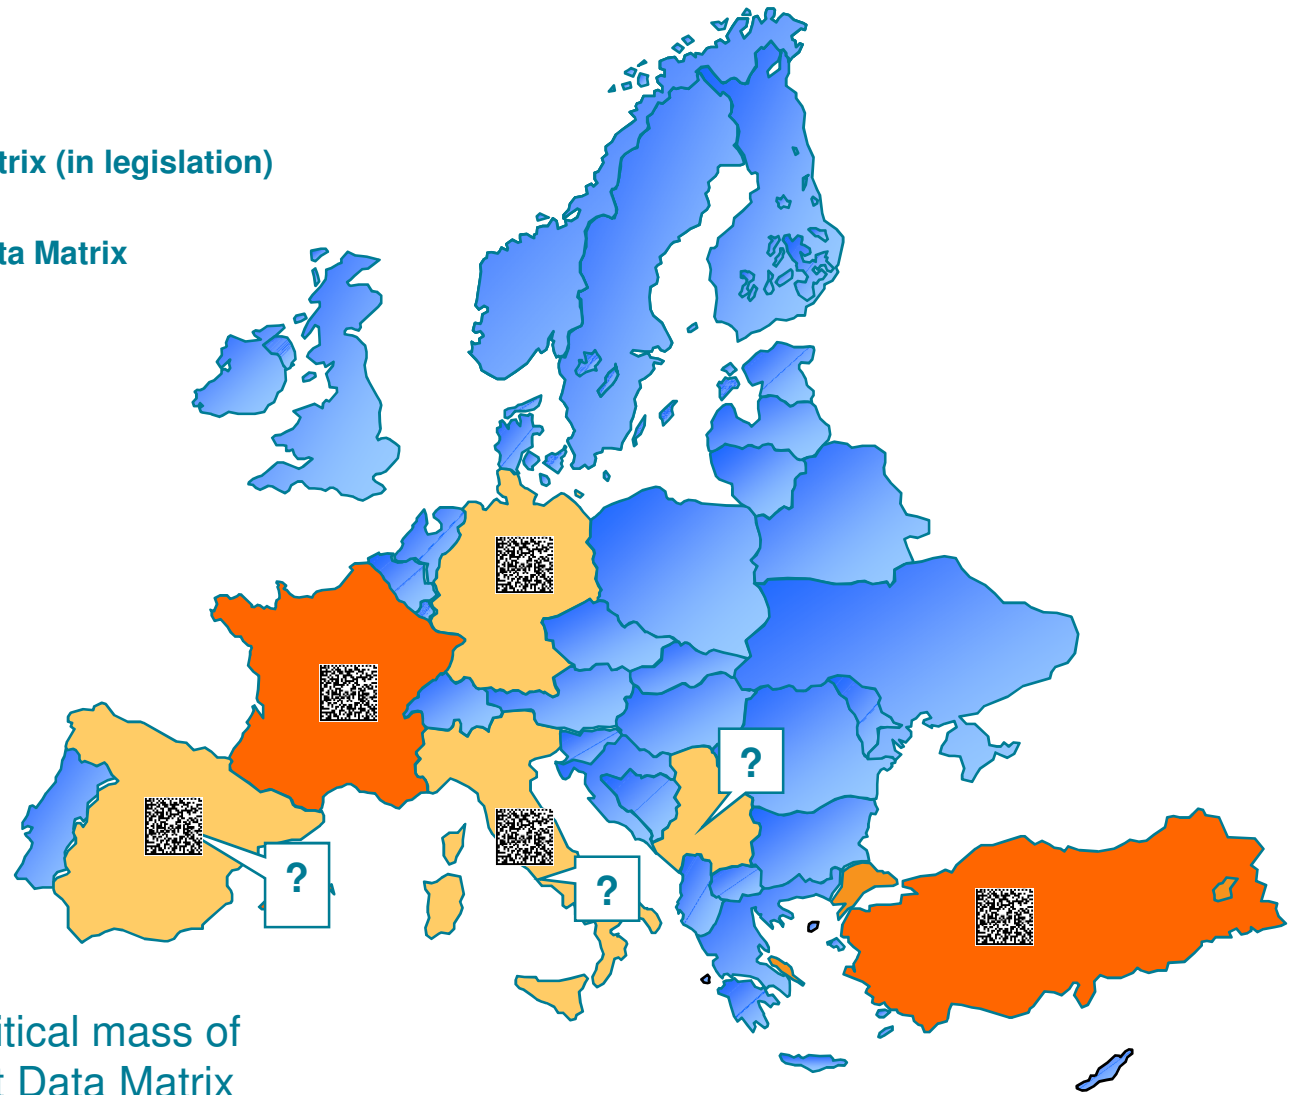 trix (in legislation)
ta Matrix
?
?
?
itical mass of
t Data Matrix